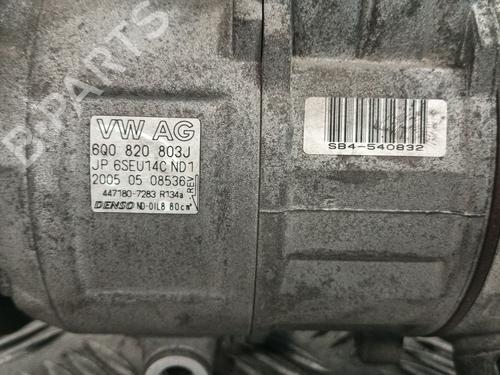 B-PARTS
VW AG
6Q0 820 803J
JP 6SEU14C ND1
2005 05 08536
REV
447180-7283 R134a
DENSO ND-OIL8 80cm³
SB4-540832